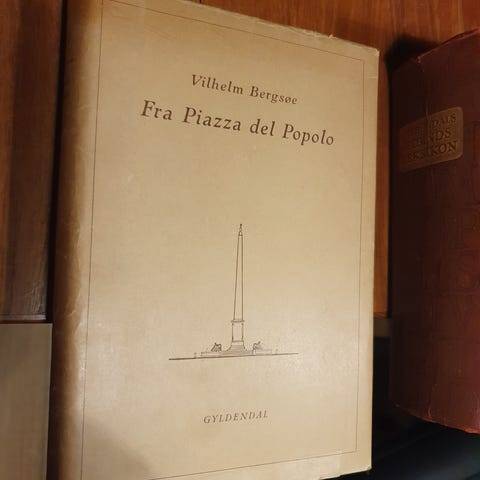 Vilhelm Bergsøe
Fra Piazza del Popolo
GYLDENDAL